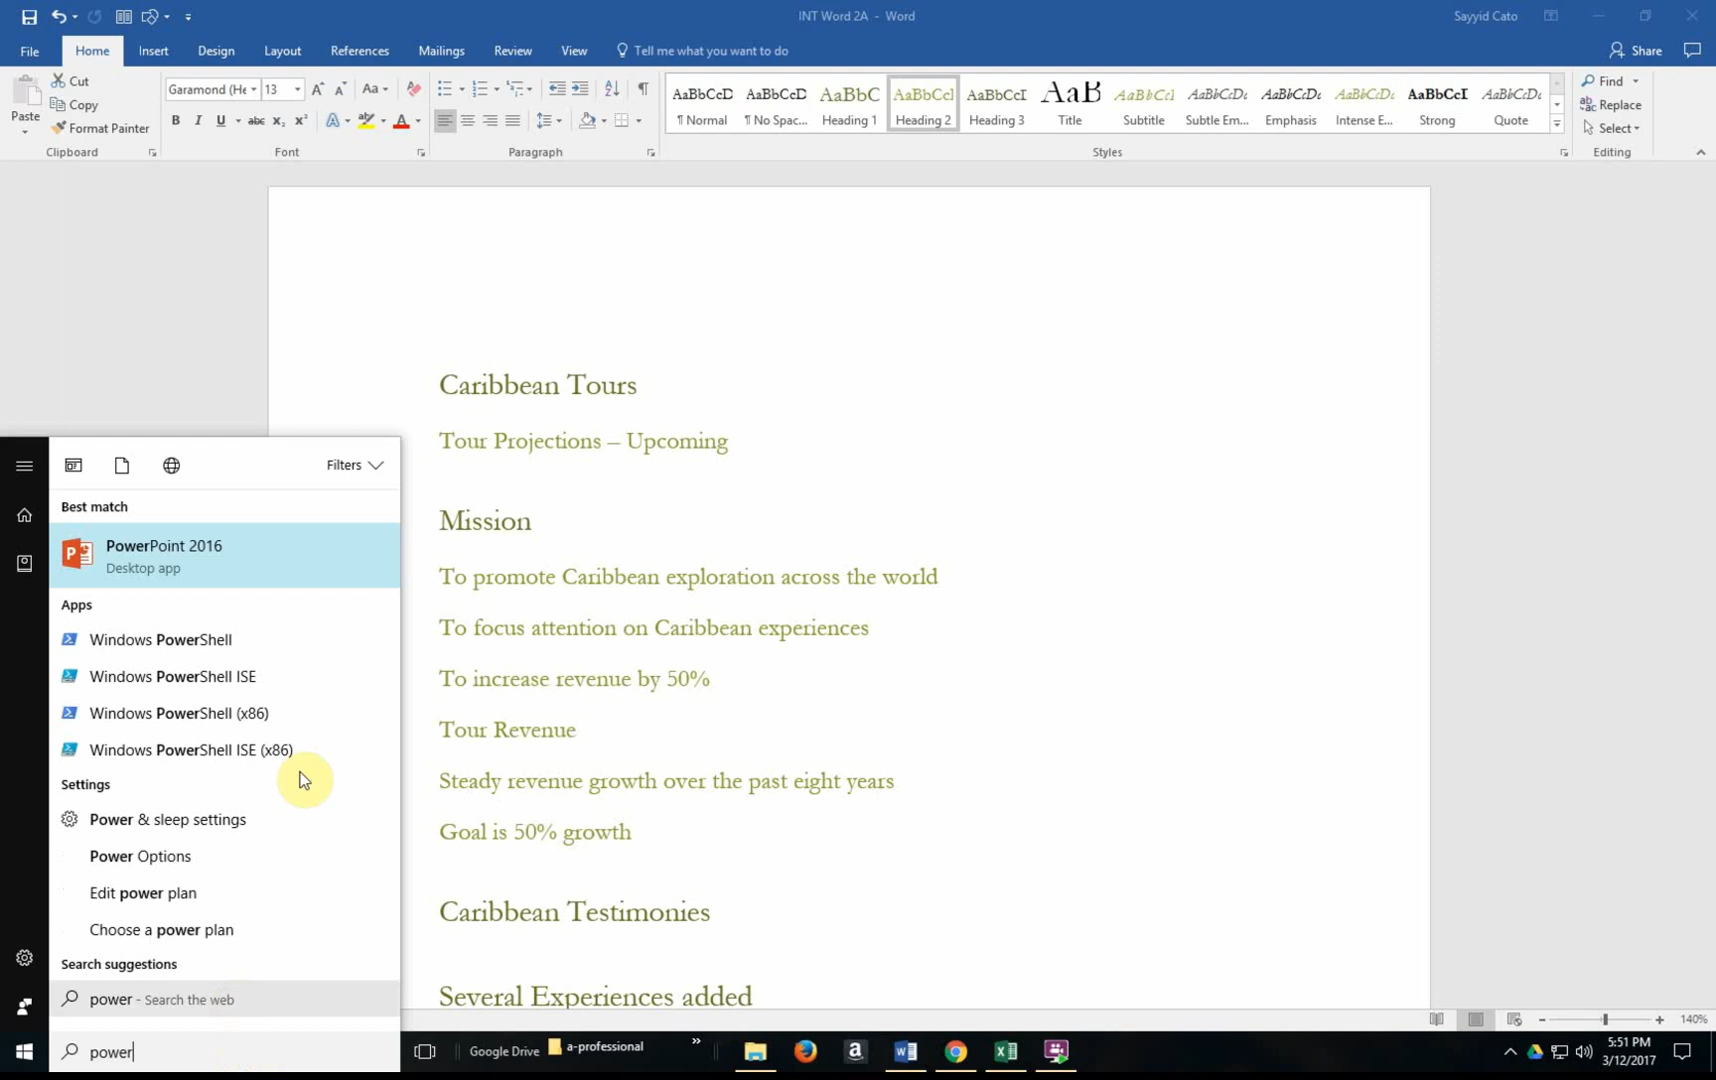 INT Word 2A - Word
Sayyid Cato
File Home Insert Design Layout References Mailings Review View Tell me what you want to do
Share
Paste
Cut
Copy
Format Painter
Clipboard
Garamond (He 13
Aa
B I U abc x₂ x²
A A
Font
Paragraph
AaBbCcD AaBbCcD AaBbC AaBbCcI AaBbCcI AaB AaBbCcI AaBbCcDı AaBbCcDı AaBbCcDı AaBbCcI AaBbCcDı
¶ Normal ¶ No Spac... Heading 1 Heading 2 Heading 3 Title Subtitle Subtle Em... Emphasis Intense E... Strong Quote
Styles
Find
Replace
Select
Editing
Caribbean Tours
Tour Projections – Upcoming
Mission
To promote Caribbean exploration across the world
To focus attention on Caribbean experiences
To increase revenue by 50%
Tour Revenue
Steady revenue growth over the past eight years
Goal is 50% growth
Caribbean Testimonies
Several Experiences added
Filters
Best match
PowerPoint 2016
Desktop app
Apps
Windows PowerShell
Windows PowerShell ISE
Windows PowerShell (x86)
Windows PowerShell ISE (x86)
Settings
Power & sleep settings
Power Options
Edit power plan
Choose a power plan
Search suggestions
power - Search the web
power
140%
Google Drive
a-professional
5:51 PM
3/12/2017